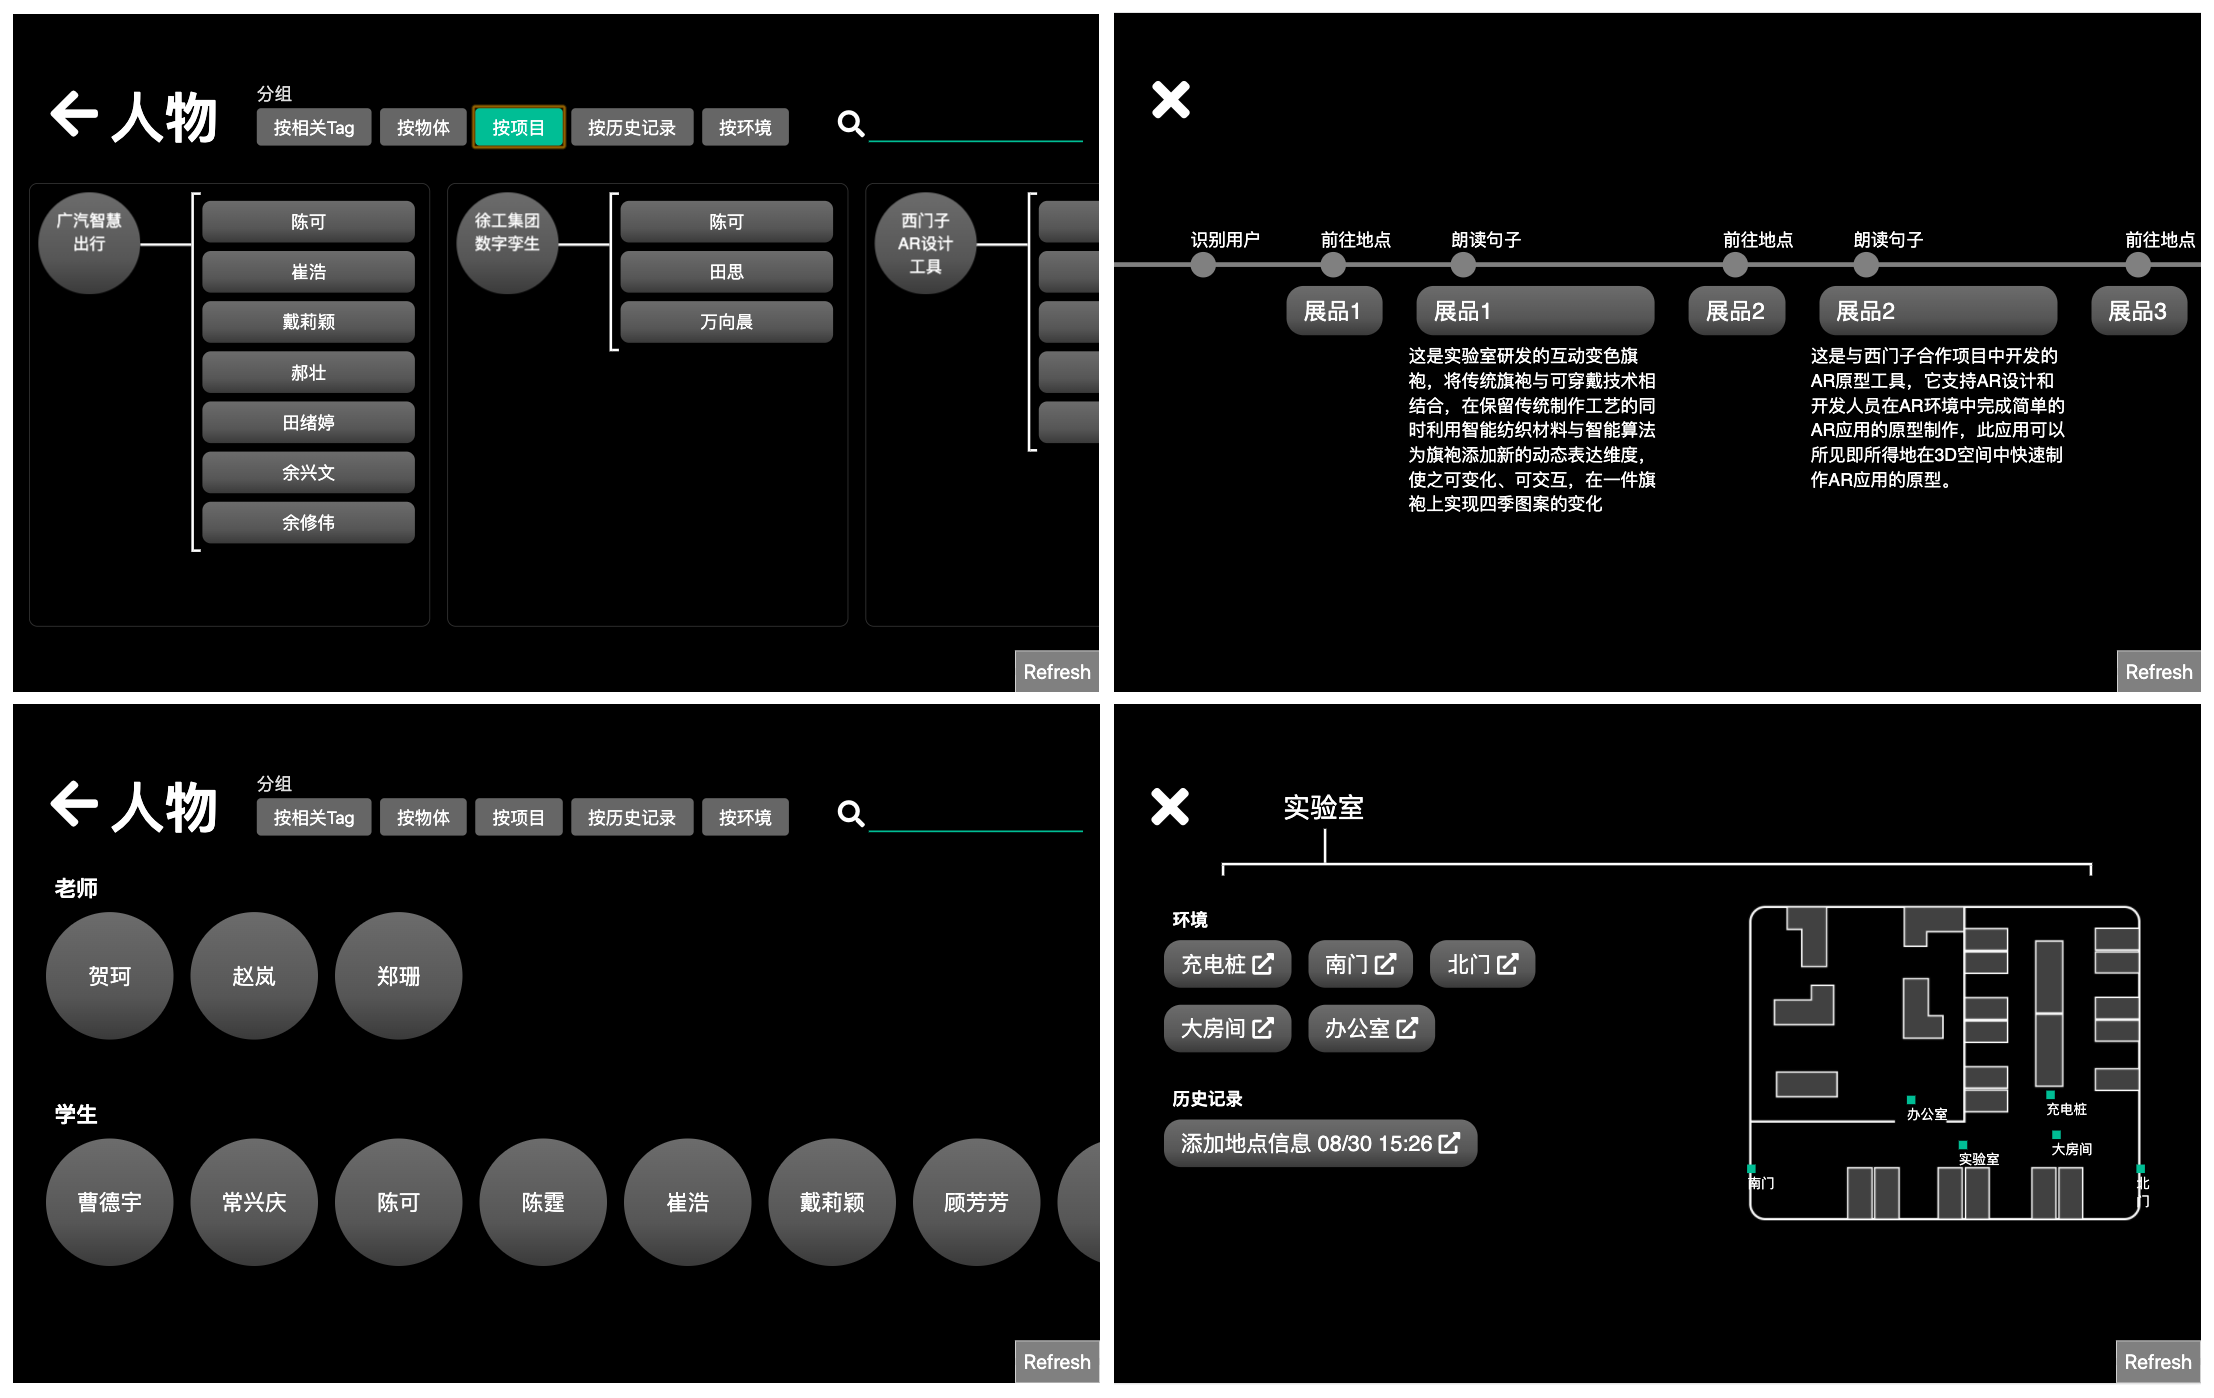 人物
分组
按相关Tag 按物体 按项目 按历史记录 按环境
广汽智慧
出行
陈可
崔浩
戴莉颖
郝壮
田绪婷
余兴文
余修伟
徐工集团
数字孪生
陈可
田思
万向晨
西门子
AR设计
工具
Refresh
识别用户 前往地点 朗读句子 前往地点 朗读句子 前往地点
展品1 展品1 展品2 展品2 展品3
这是实验室研发的互动变色旗
袍，将传统旗袍与可穿戴技术相
结合，在保留传统制作工艺的同
时利用智能纺织材料与智能算法
为旗袍添加新的动态表达维度，
使之可变化、可交互，在一件旗
袍上实现四季图案的变化
这是与西门子合作项目中开发的
AR原型工具，它支持AR设计和
开发人员在AR环境中完成简单的
AR应用的原型制作，此应用可以
所见即所得地在3D空间中快速制
作AR应用的原型。
Refresh
人物
分组
按相关Tag 按物体 按项目 按历史记录 按环境
老师
贺珂 赵岚 郑珊
学生
曹德宇 常兴庆 陈可 陈霆 崔浩 戴莉颖 顾芳芳
Refresh
实验室
环境
充电桩 南门 北门
大房间 办公室
历史记录
添加地点信息 08/30 15:26
办公室
充电桩
大房间
实验室
南门
北
门
Refresh